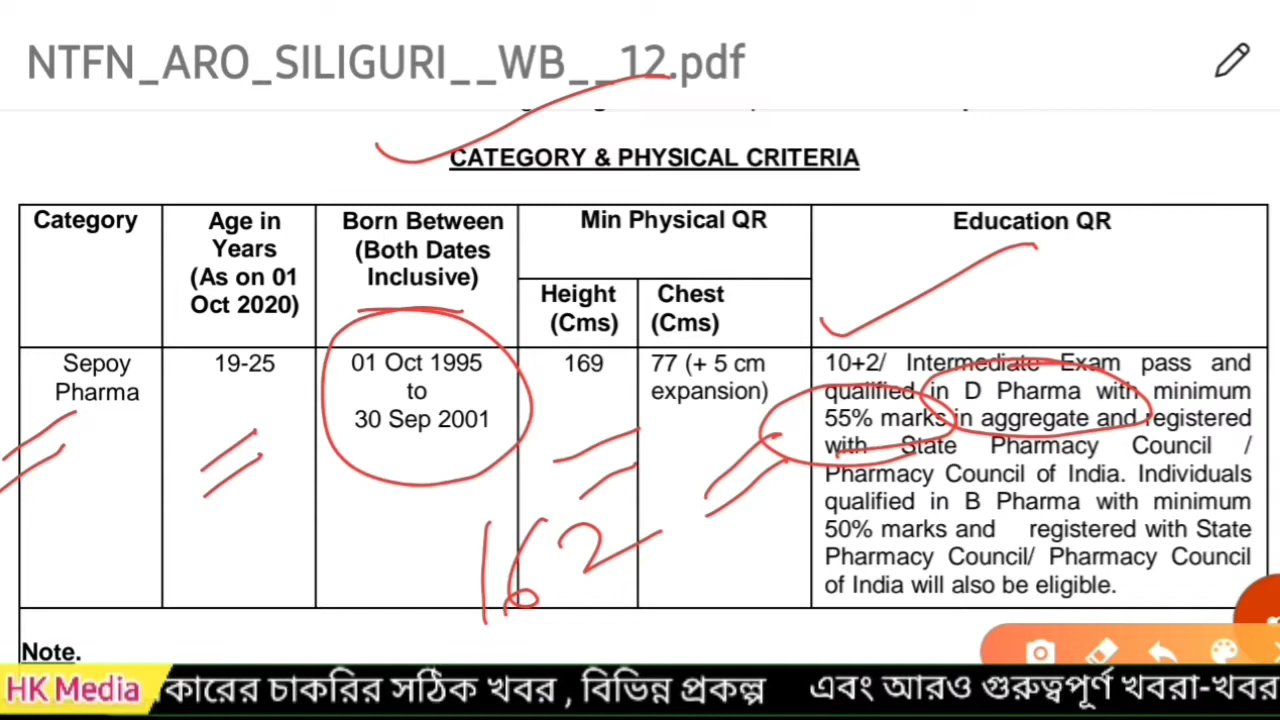 NTFN_ARO_SILIGURI__WB__12.pdf
CATEGORY & PHYSICAL CRITERIA
Category
Age in
Years
(As on 01
Oct 2020)
Born Between
(Both Dates
Inclusive)
Min Physical QR
Education QR
Height
(Cms)
Chest
(Cms)
Sepoy
Pharma
19-25
01 Oct 1995
to
30 Sep 2001
169
77 (+ 5 cm
expansion)
10+2/ Intermediate Exam pass and
qualified in D Pharma with minimum
55% marks in aggregate and registered
with State Pharmacy Council /
Pharmacy Council of India. Individuals
qualified in B Pharma with minimum
50% marks and registered with State
Pharmacy Council/ Pharmacy Council
of India will also be eligible.
162
Note.
HK Media
কারের চাকরির সঠিক খবর , বিভিন্ন প্রকল্প এবং আরও গুরুত্বপূর্ণ খবরা-খবর